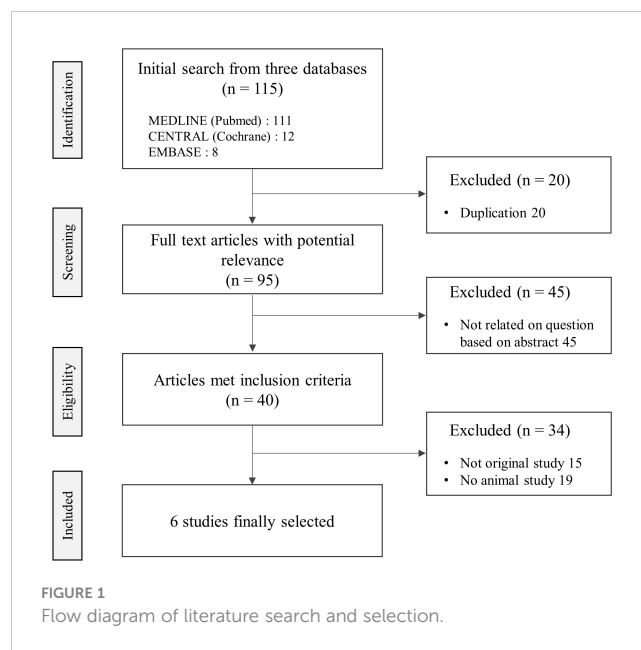 Identification
Initial search from three databases
(n = 115)
MEDLINE (Pubmed) : 111
CENTRAL (Cochrane) : 12
EMBASE : 8
Excluded (n = 20)
• Duplication 20
Screening
Full text articles with potential
relevance
(n = 95)
Excluded (n = 45)
• Not related on question
based on abstract 45
Eligibility
Articles met inclusion criteria
(n = 40)
Excluded (n = 34)
• Not original study 15
• No animal study 19
Included
6 studies finally selected
FIGURE 1
Flow diagram of literature search and selection.